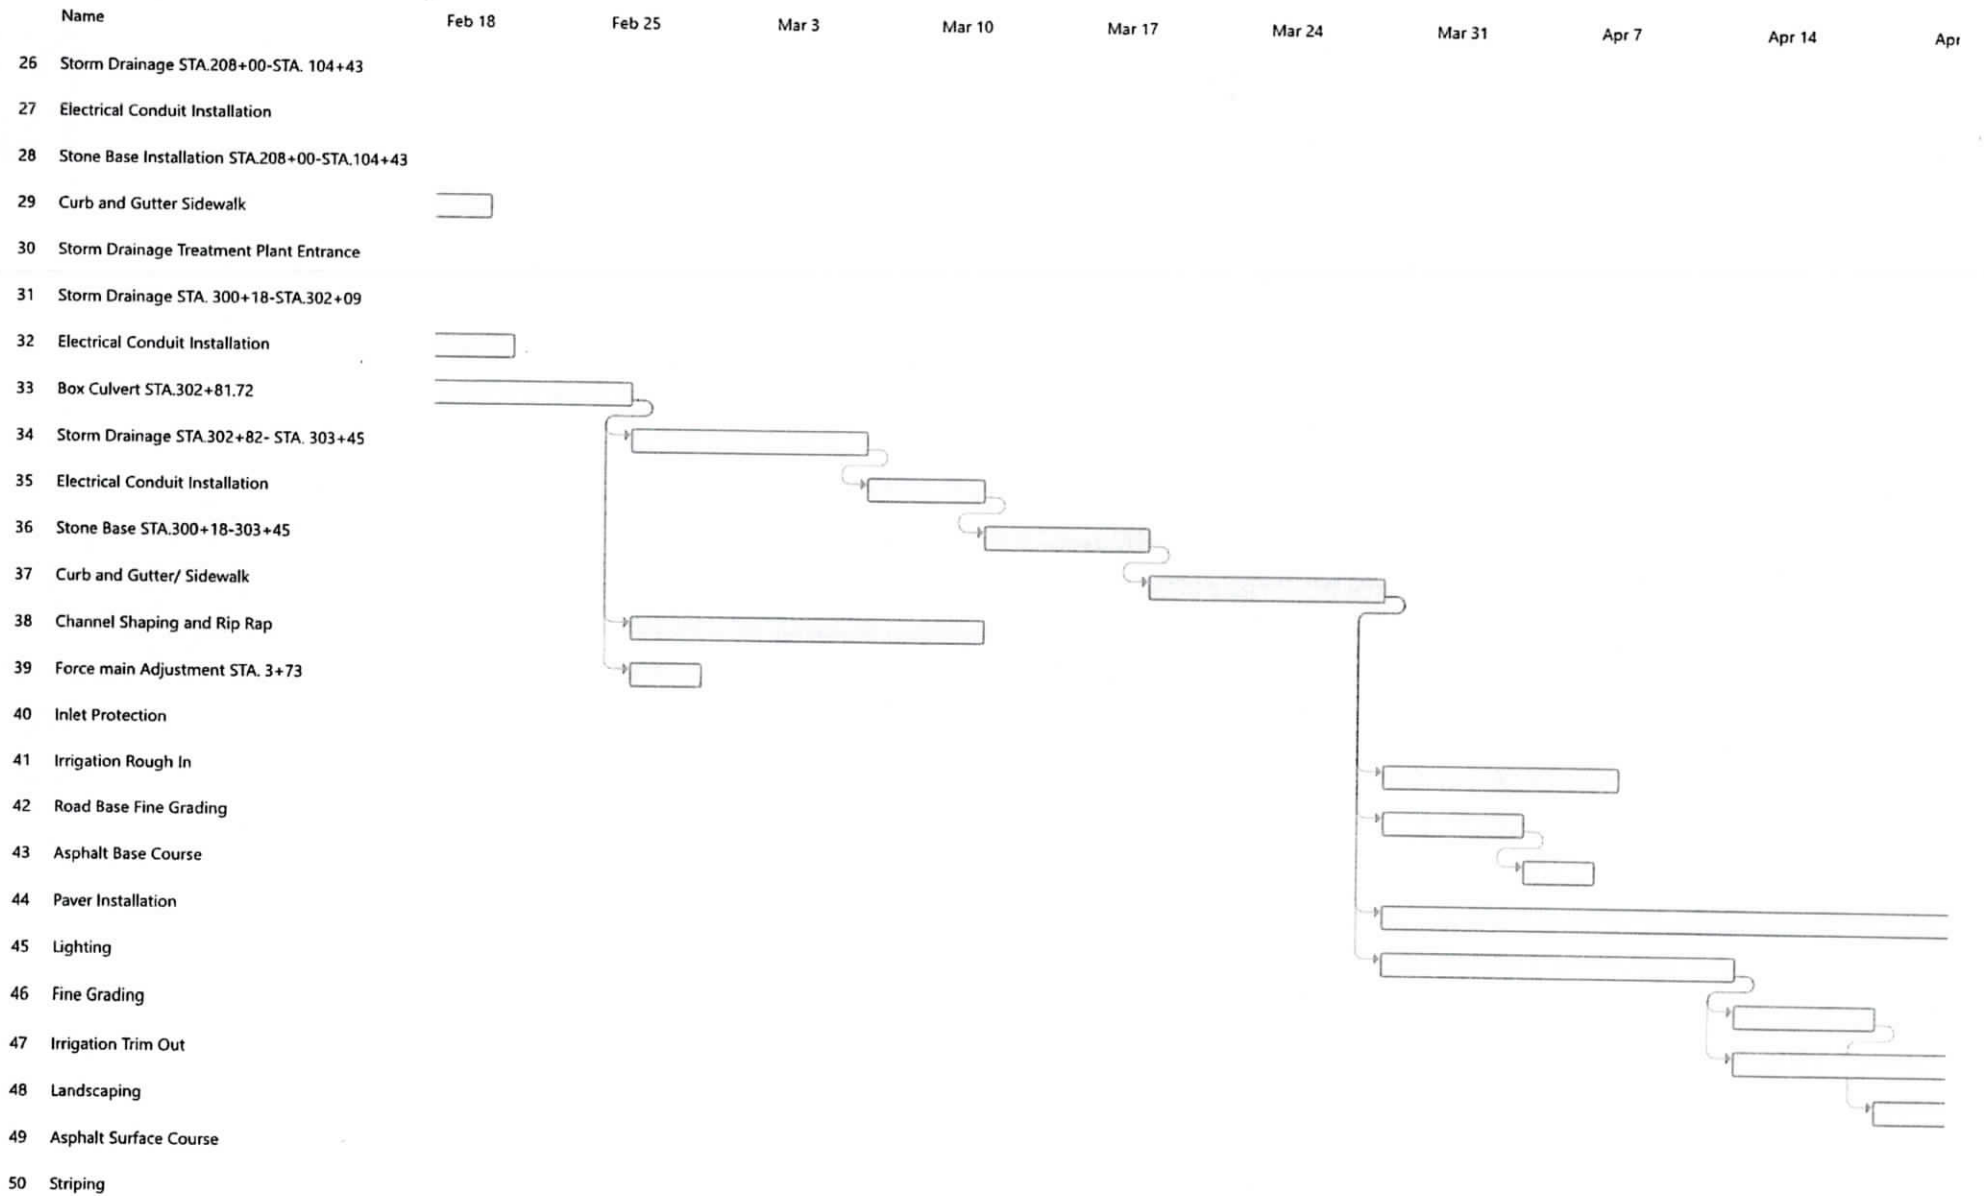 Name Feb 18 Feb 25 Mar 3 Mar 10 Mar 17 Mar 24 Mar 31 Apr 7 Apr 14 Apr
26 Storm Drainage STA.208+00-STA. 104+43
27 Electrical Conduit Installation
28 Stone Base Installation STA.208+00-STA.104+43
29 Curb and Gutter Sidewalk
30 Storm Drainage Treatment Plant Entrance
31 Storm Drainage STA. 300+18-STA.302+09
32 Electrical Conduit Installation
33 Box Culvert STA.302+81.72
34 Storm Drainage STA.302+82- STA. 303+45
35 Electrical Conduit Installation
36 Stone Base STA.300+18-303+45
37 Curb and Gutter/ Sidewalk
38 Channel Shaping and Rip Rap
39 Force main Adjustment STA. 3+73
40 Inlet Protection
41 Irrigation Rough In
42 Road Base Fine Grading
43 Asphalt Base Course
44 Paver Installation
45 Lighting
46 Fine Grading
47 Irrigation Trim Out
48 Landscaping
49 Asphalt Surface Course
50 Striping